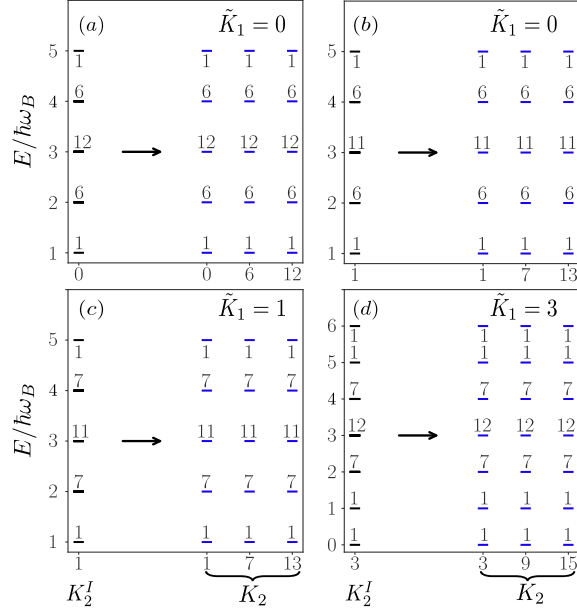 (a) K̃₁ = 0
E/ħω_B
5
4
3
2
1
1 1 1 1
6 6 6 6
12 12 12 12
6 6 6 6
1 1 1 1
0 0 6 12
(b) K̃₁ = 0
5
4
3
2
1
1 1 1 1
6 6 6 6
11 11 11 11
6 6 6 6
1 1 1 1
1 1 7 13
(c) K̃₁ = 1
E/ħω_B
5
4
3
2
1
1 1 1 1
7 7 7 7
11 11 11 11
7 7 7 7
1 1 1 1
1 1 7 13
K₂ᴵ K₂
(d) K̃₁ = 3
6
5
4
3
2
1
0
1 1 1 1
1 1 1 1
7 7 7 7
12 12 12 12
7 7 7 7
1 1 1 1
1 1 1 1
3 3 9 15
K₂ᴵ K₂